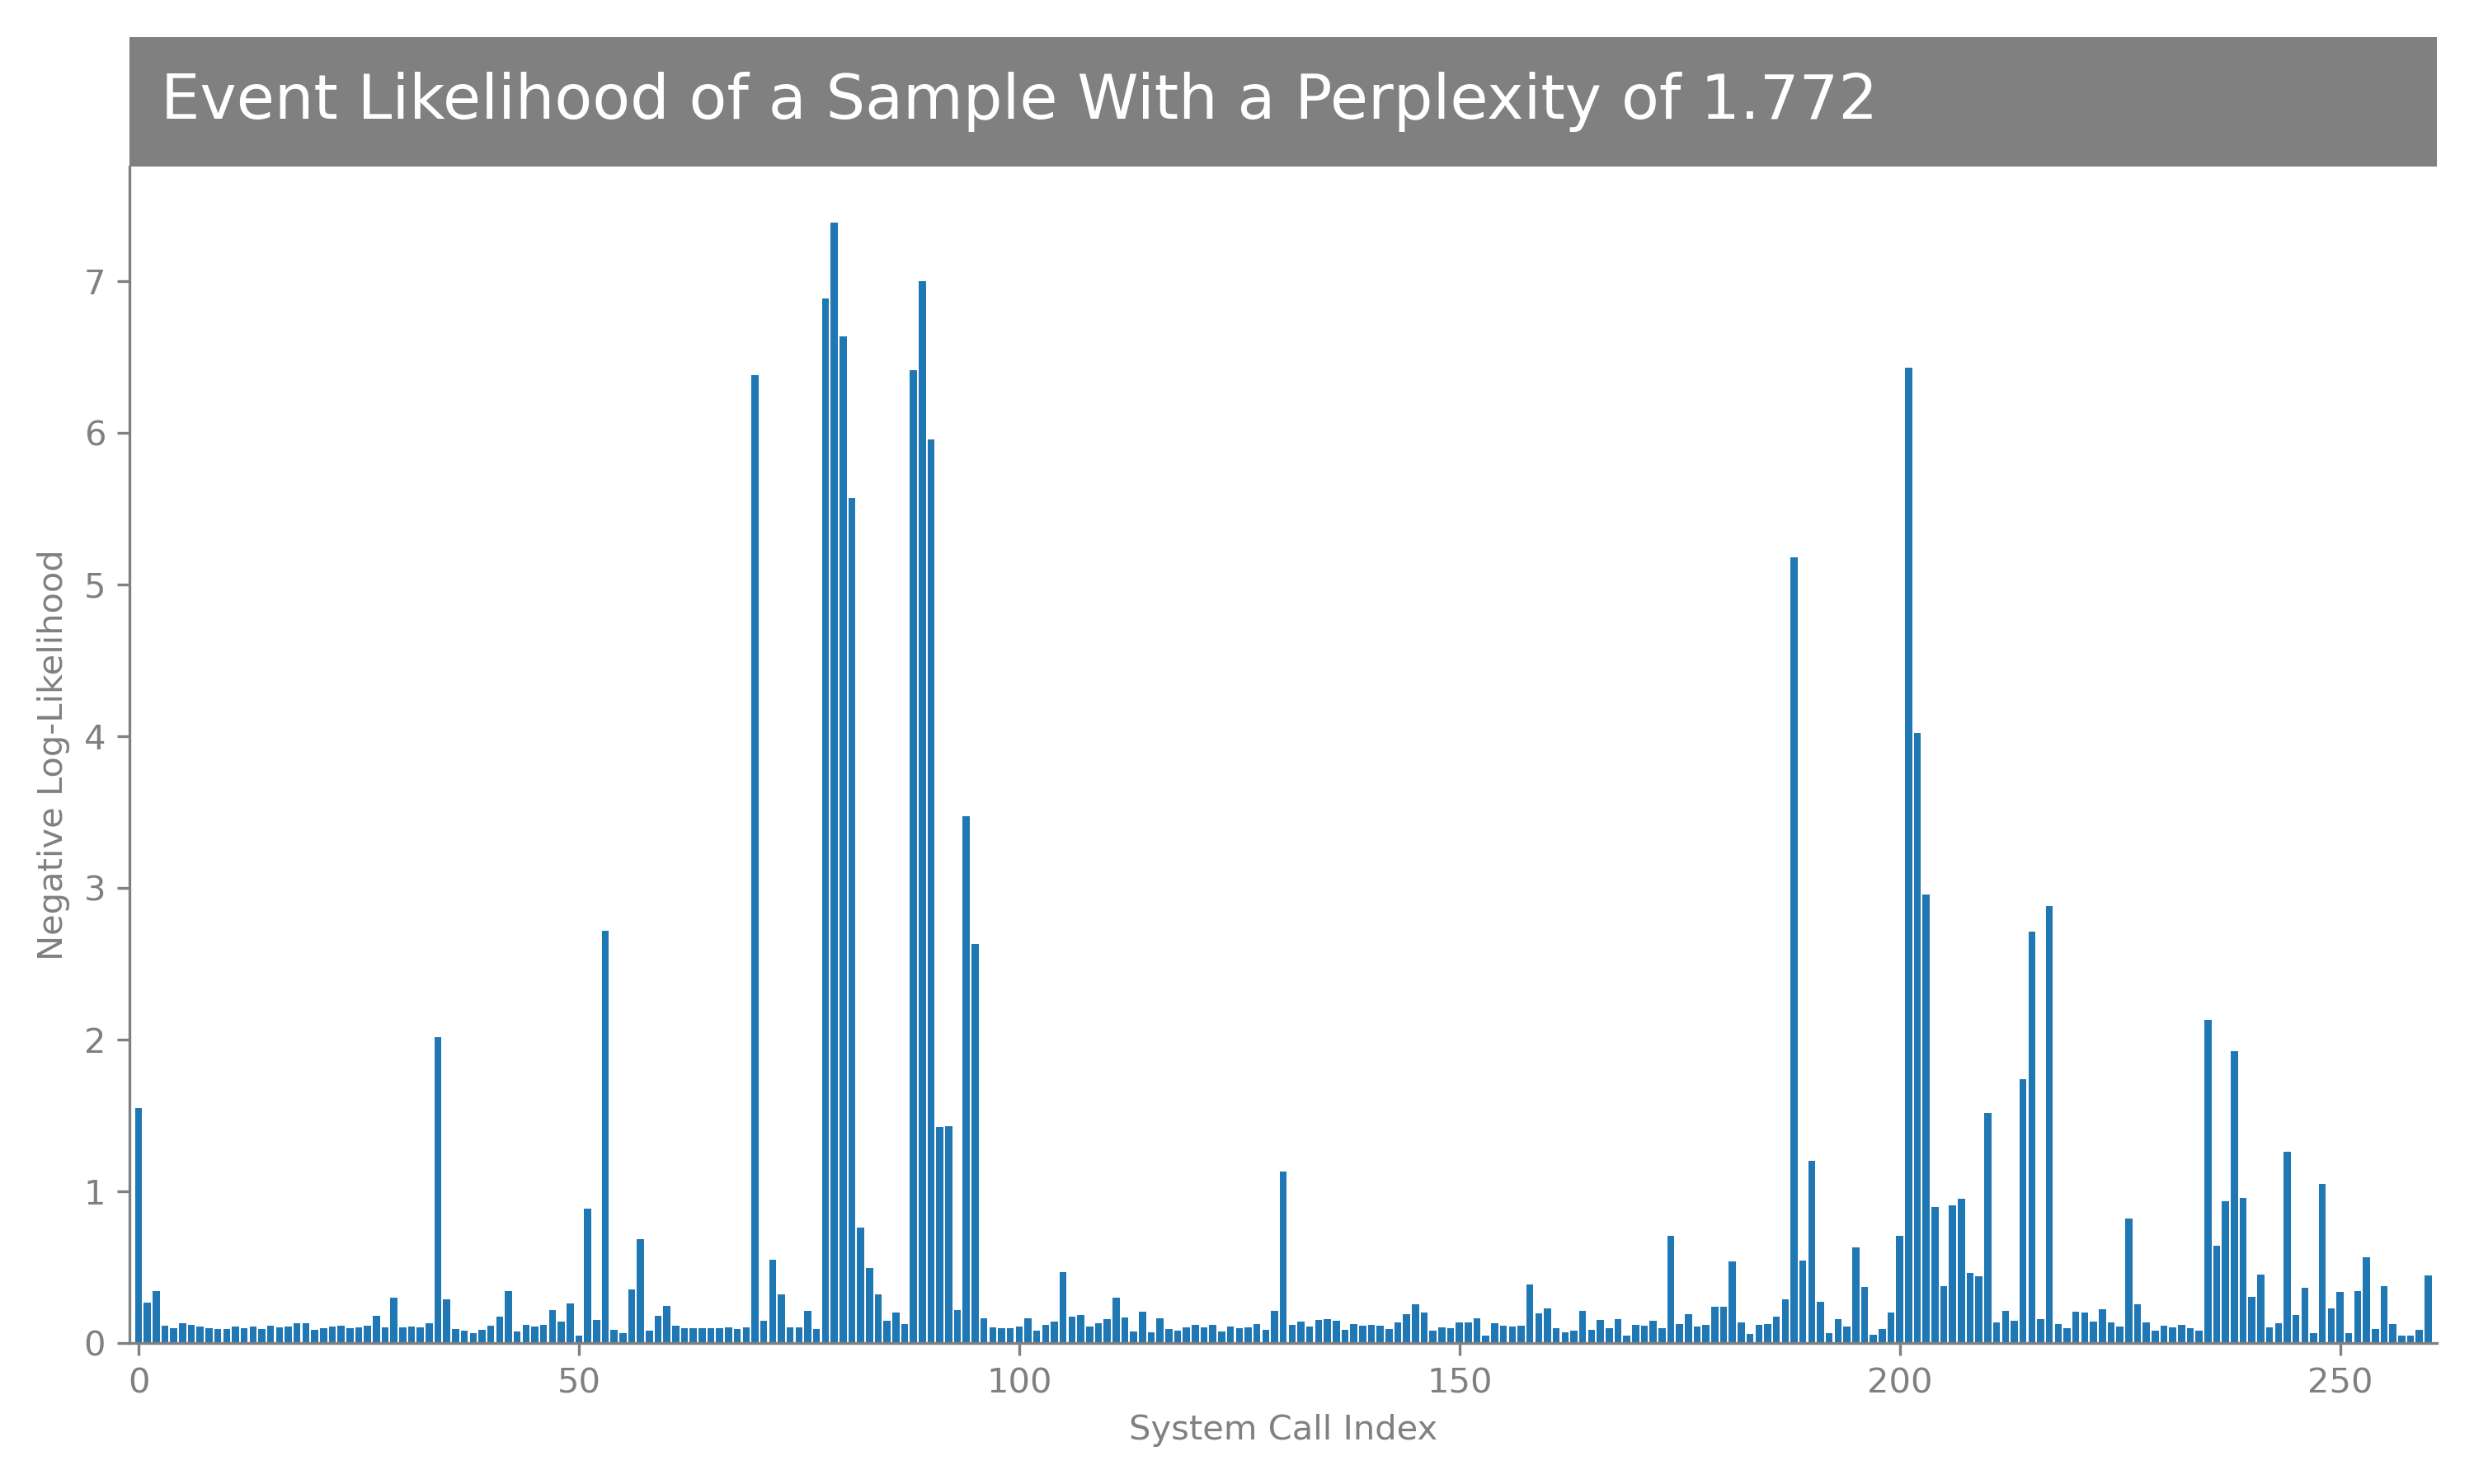 Event Likelihood of a Sample With a Perplexity of 1.772
Negative Log-Likelihood
7
6
5
4
3
2
1
0
0 50 100 150 200 250
System Call Index